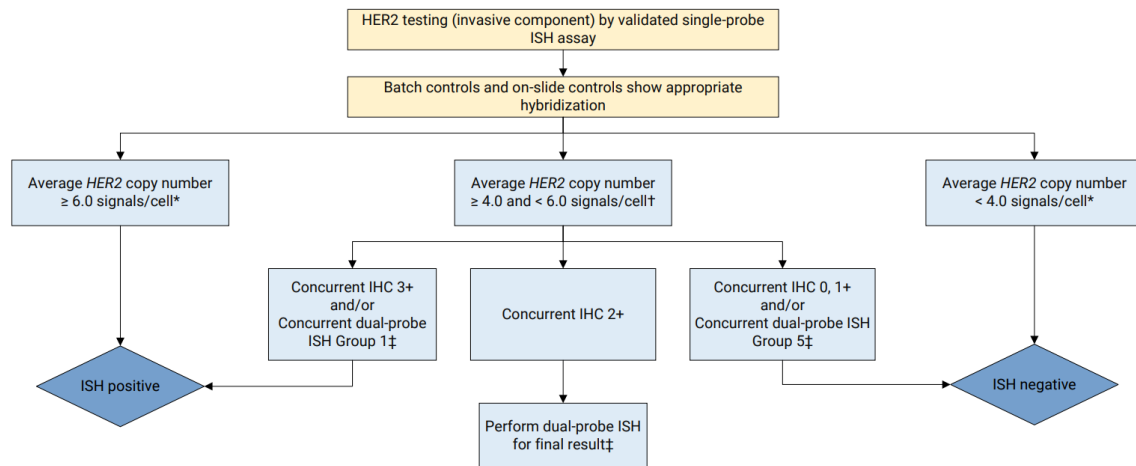 HER2 testing (invasive component) by validated single-probe
ISH assay
Batch controls and on-slide controls show appropriate
hybridization
Average HER2 copy number
≥ 6.0 signals/cell*
Average HER2 copy number
≥ 4.0 and < 6.0 signals/cell†
Average HER2 copy number
< 4.0 signals/cell*
Concurrent IHC 3+
and/or
Concurrent dual-probe
ISH Group 1‡
Concurrent IHC 2+
Concurrent IHC 0, 1+
and/or
Concurrent dual-probe ISH
Group 5‡
ISH positive
ISH negative
Perform dual-probe ISH
for final result‡